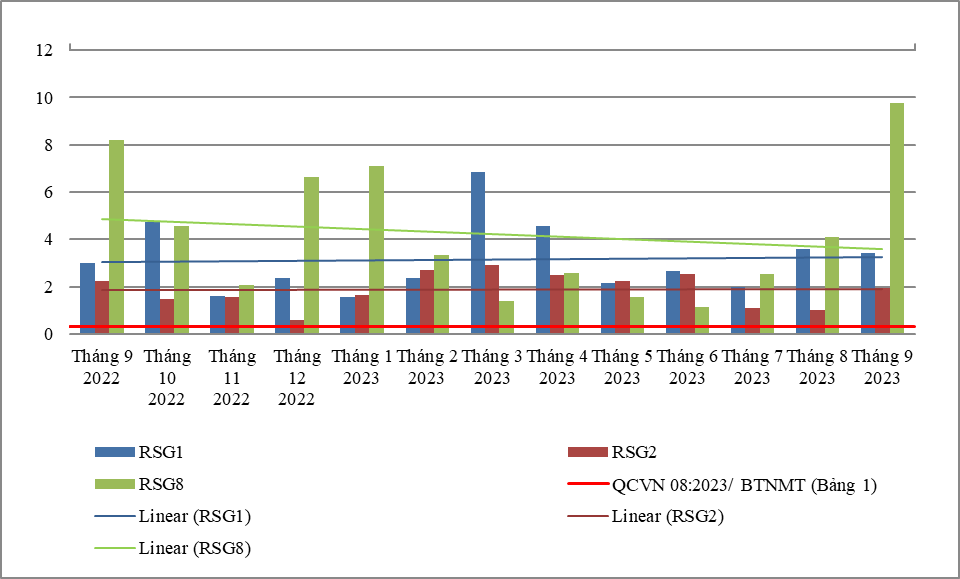 12
10
8
6
4
2
0
Tháng 9 2022
Tháng 10 2022
Tháng 11 2022
Tháng 12 2022
Tháng 1 2023
Tháng 2 2023
Tháng 3 2023
Tháng 4 2023
Tháng 5 2023
Tháng 6 2023
Tháng 7 2023
Tháng 8 2023
Tháng 9 2023
RSG1
RSG2
RSG8
QCVN 08:2023/ BTNMT (Bảng 1)
Linear (RSG1)
Linear (RSG2)
Linear (RSG8)